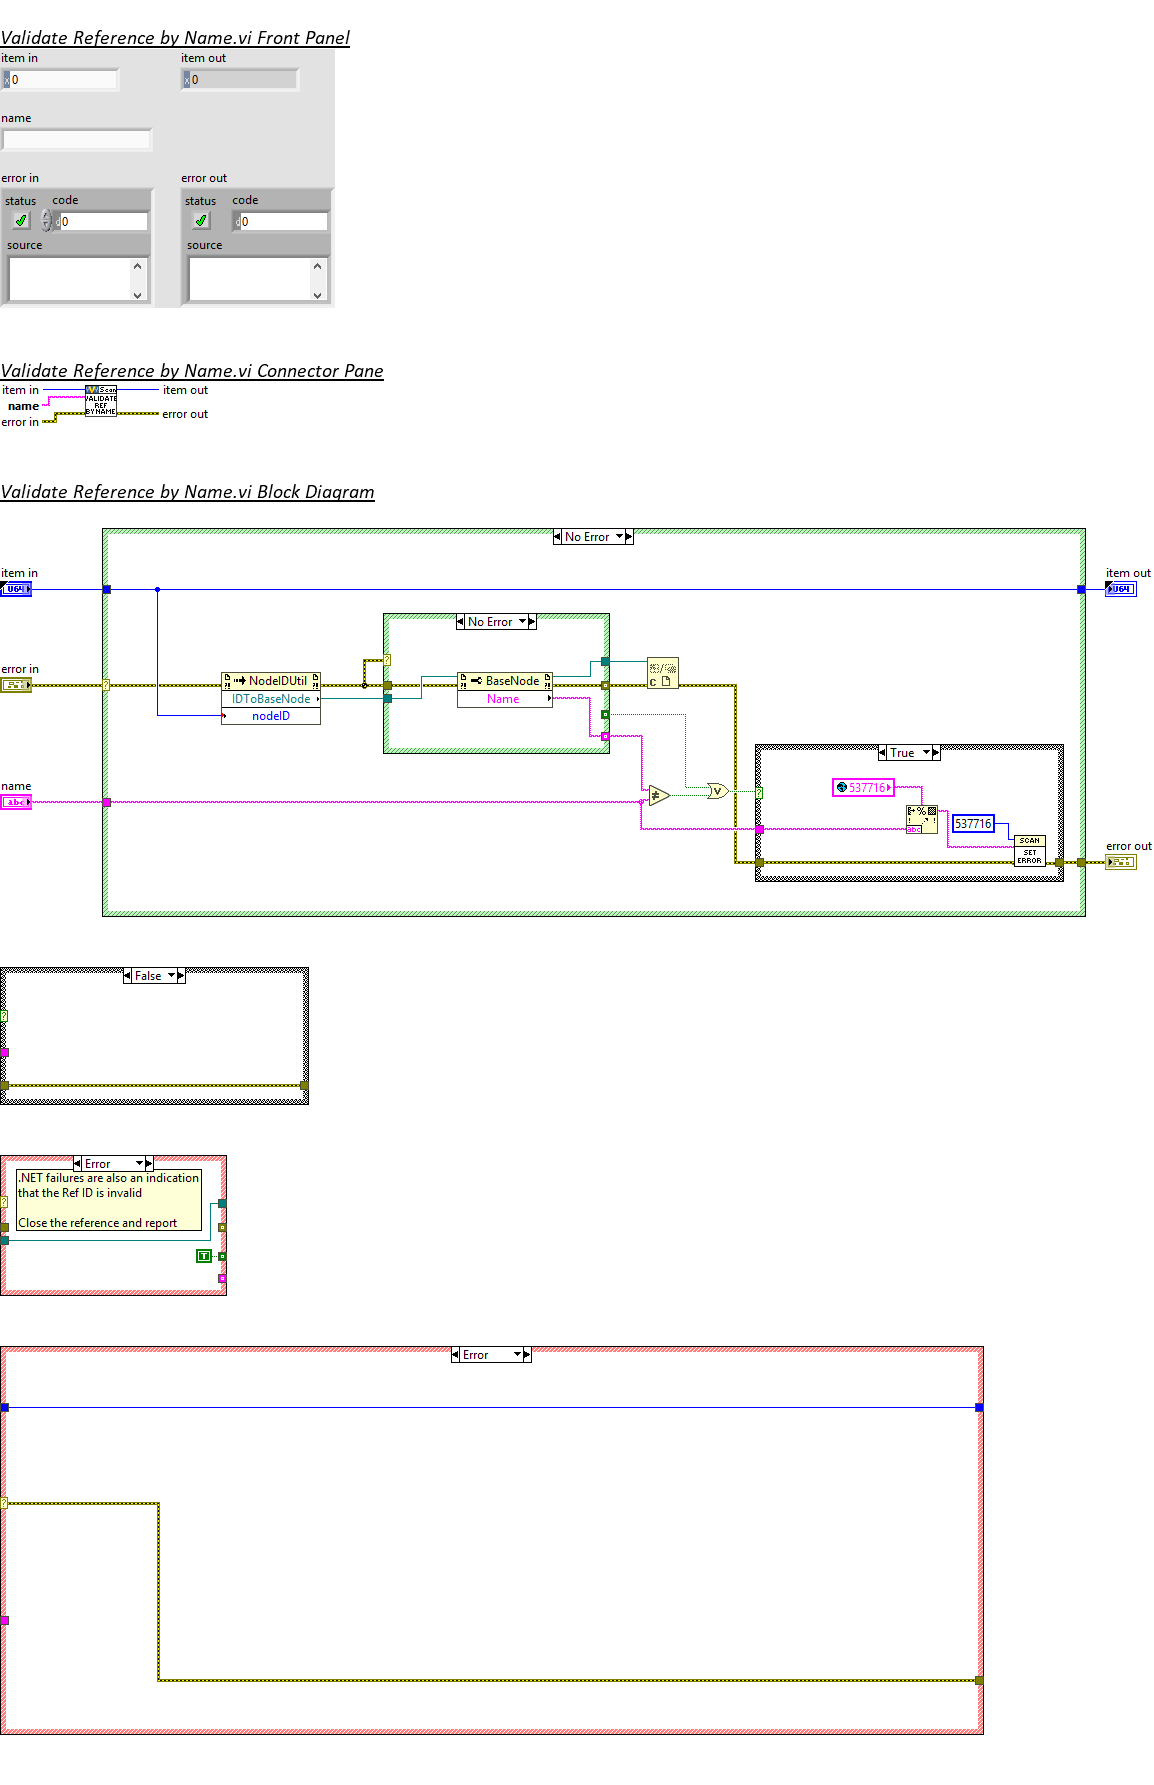 Validate Reference by Name.vi Front Panel
item in
item out
0
0
name
error in
error out
status
code
status
code
0
0
source
source
Validate Reference by Name.vi Connector Pane
item in
item out
name
error in
error out
Scan
VALIDATE
REF
BY NAME
Validate Reference by Name.vi Block Diagram
No Error
item in
item out
U64
U64
No Error
error in
NodeIDUtil
BaseNode
IDToBaseNode
Name
nodeID
C
True
name
abc
537716
abc
537716
SCAN
SET
ERROR
error out
False
Error
.NET failures are also an indication
that the Ref ID is invalid
Close the reference and report
T
Error